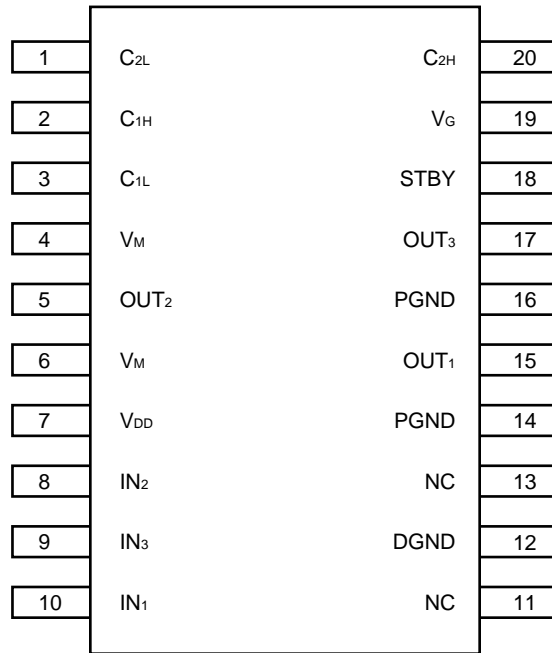 1 C2L C2H 20
2 C1H VG 19
3 C1L STBY 18
4 VM OUT3 17
5 OUT2 PGND 16
6 VM OUT1 15
7 VDD PGND 14
8 IN2 NC 13
9 IN3 DGND 12
10 IN1 NC 11